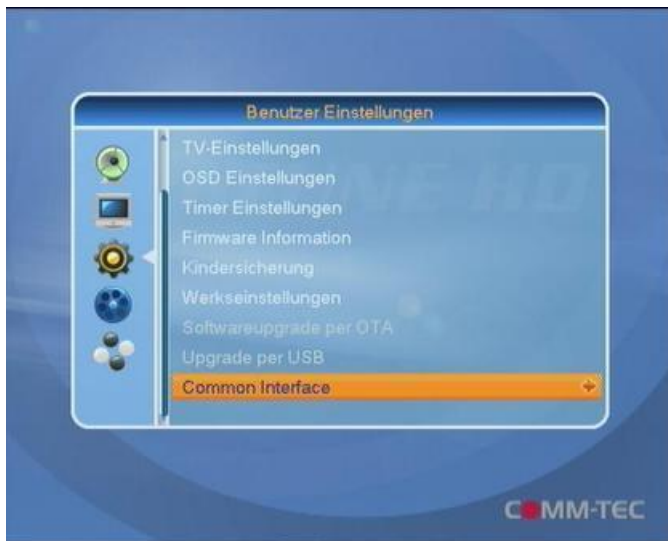 Benutzer Einstellungen
TV-Einstellungen
OSD Einstellungen
Timer Einstellungen
Firmware Information
Kindersicherung
Werkseinstellungen
Softwareupgrade per OTA
Upgrade per USB
Common Interface
COMM-TEC